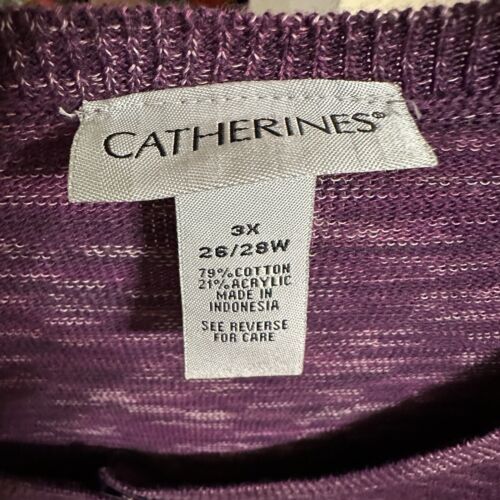 CATHERINES®
3X
26/28W
79% COTTON
21% ACRYLIC
MADE IN
INDONESIA
SEE REVERSE
FOR CARE